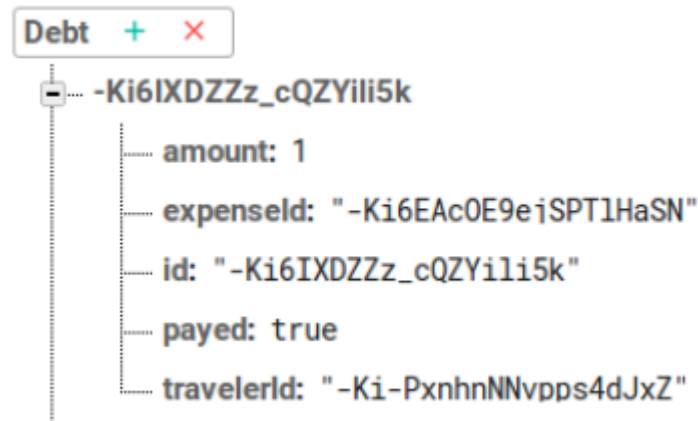 Debt + ×
-Ki6IXDZZz_cQZYili5k
amount: 1
expenseId: "-Ki6EAcOE9ejSPTlHaSN"
id: "-Ki6IXDZZz_cQZYili5k"
payed: true
travelerId: "-Ki-PxnhnNNvpps4dJxZ"